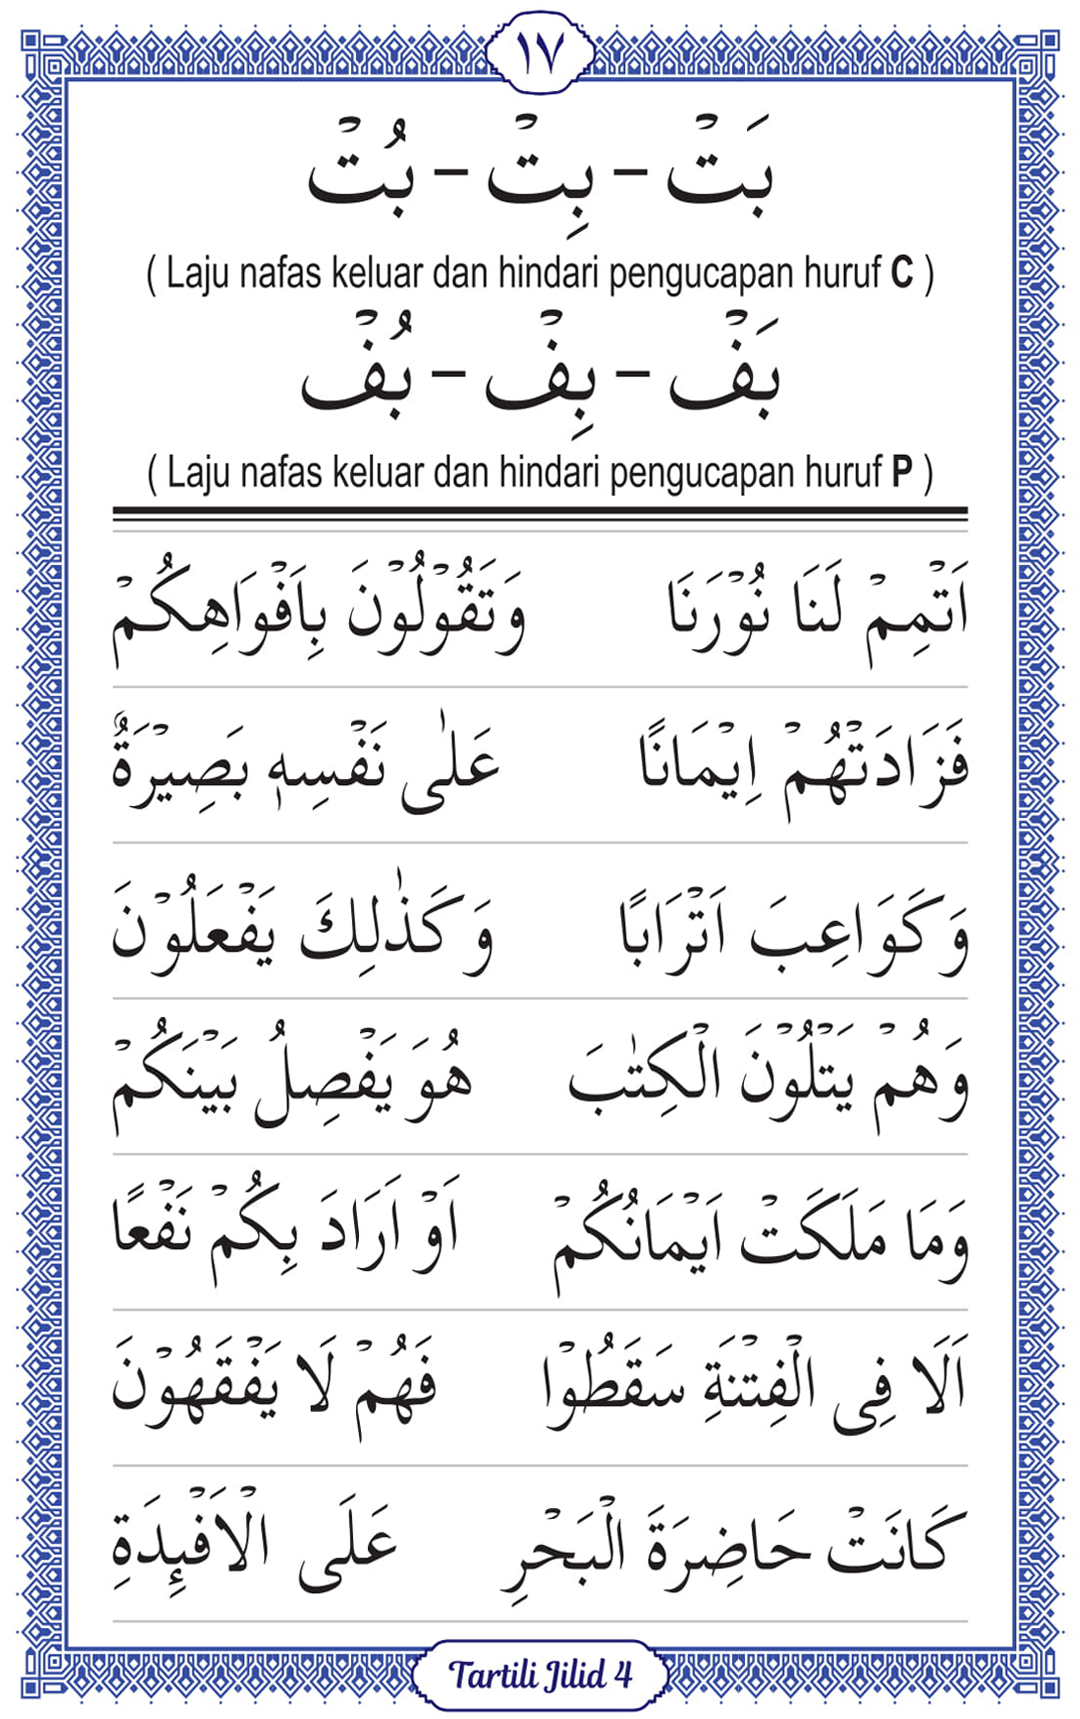 ١٧
بَتْ – بِتْ – بُتْ
( Laju nafas keluar dan hindari pengucapan huruf C )
بَفْ – بِفْ – بُفْ
( Laju nafas keluar dan hindari pengucapan huruf P )
اَتْمِمْ لَنَا نُوْرَنَا وَتَقُوْلُوْنَ بِاَفْوَاهِكُمْ
فَزَادَتْهُمْ اِيْمَانًا عَلٰى نَفْسِهٖ بَصِيْرَةٌ
وَكَوَاعِبَ اَتْرَابًا وَكَذٰلِكَ يَفْعَلُوْنَ
وَهُمْ يَتْلُوْنَ الْكِتٰبَ هُوَ يَفْصِلُ بَيْنَكُمْ
وَمَا مَلَكَتْ اَيْمَانُكُمْ اَوْ اَرَادَ بِكُمْ نَفْعًا
اَلَا فِى الْفِتْنَةِ سَقَطُوْا فَهُمْ لَا يَفْقَهُوْنَ
كَانَتْ حَاضِرَةَ الْبَحْرِ عَلَى الْاَفْئِدَةِ
Tartili Jilid 4